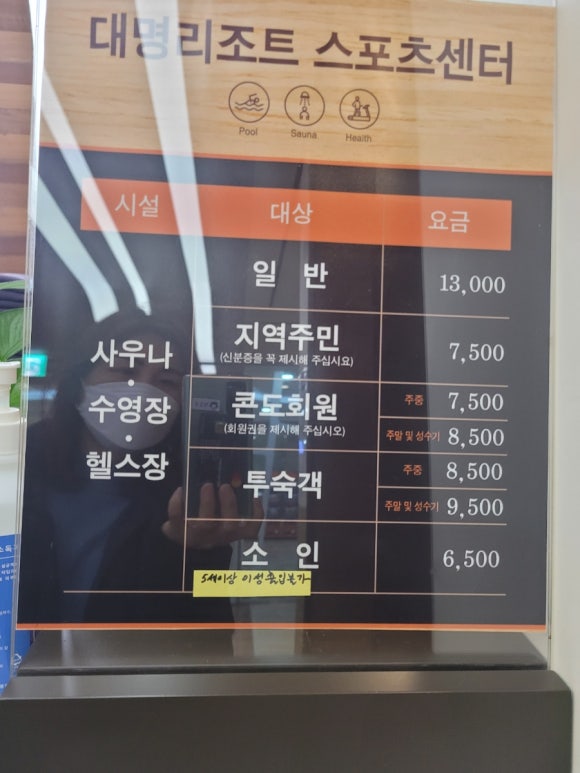 대명리조트 스포츠센터
Pool Sauna Health
시설 대상 요금
일 반 13,000
지역주민 7,500
(신분증을 꼭 제시해 주십시요)
사우나 · 수영장 · 헬스장
콘도회원 주중 7,500
(회원권을 제시해 주십시오) 주말 및 성수기 8,500
투숙객 주중 8,500
주말 및 성수기 9,500
소 인 6,500
5세이상 이성출입불가